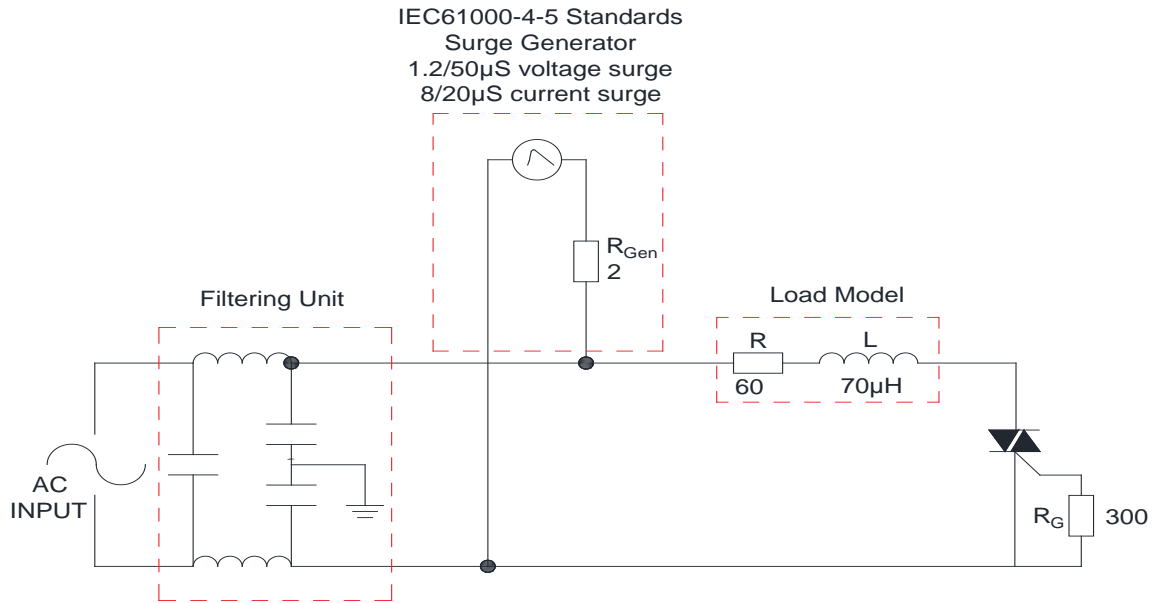 IEC61000-4-5 Standards
Surge Generator
1.2/50μS voltage surge
8/20μS current surge
RGen
2
Filtering Unit
Load Model
R
60
L
70μH
AC
INPUT
RG
300